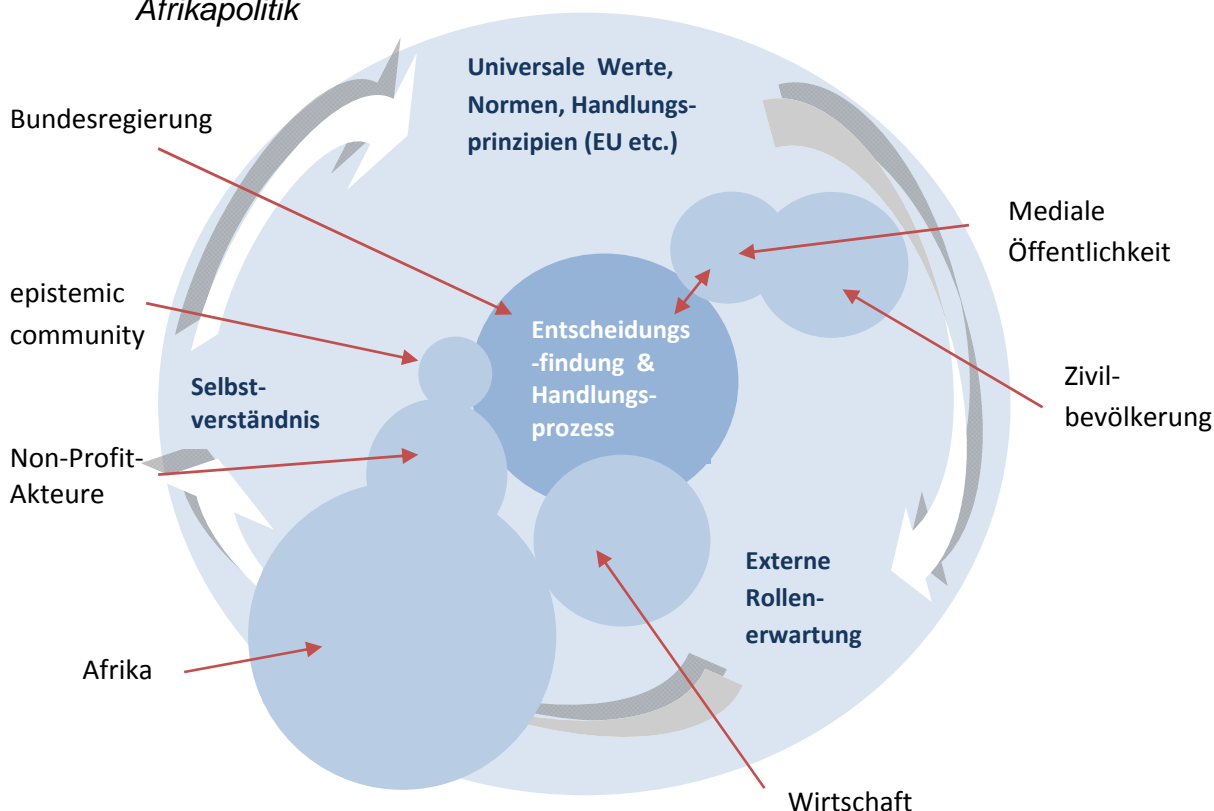 Afrikapolitik
Universale Werte,
Normen, Handlungs-
prinzipien (EU etc.)
Bundesregierung
Mediale
Öffentlichkeit
epistemic
community
Entscheidungs
-findung &
Handlungs-
prozess
Selbst-
verständnis
Zivil-
bevölkerung
Non-Profit-
Akteure
Externe
Rollen-
erwartung
Afrika
Wirtschaft